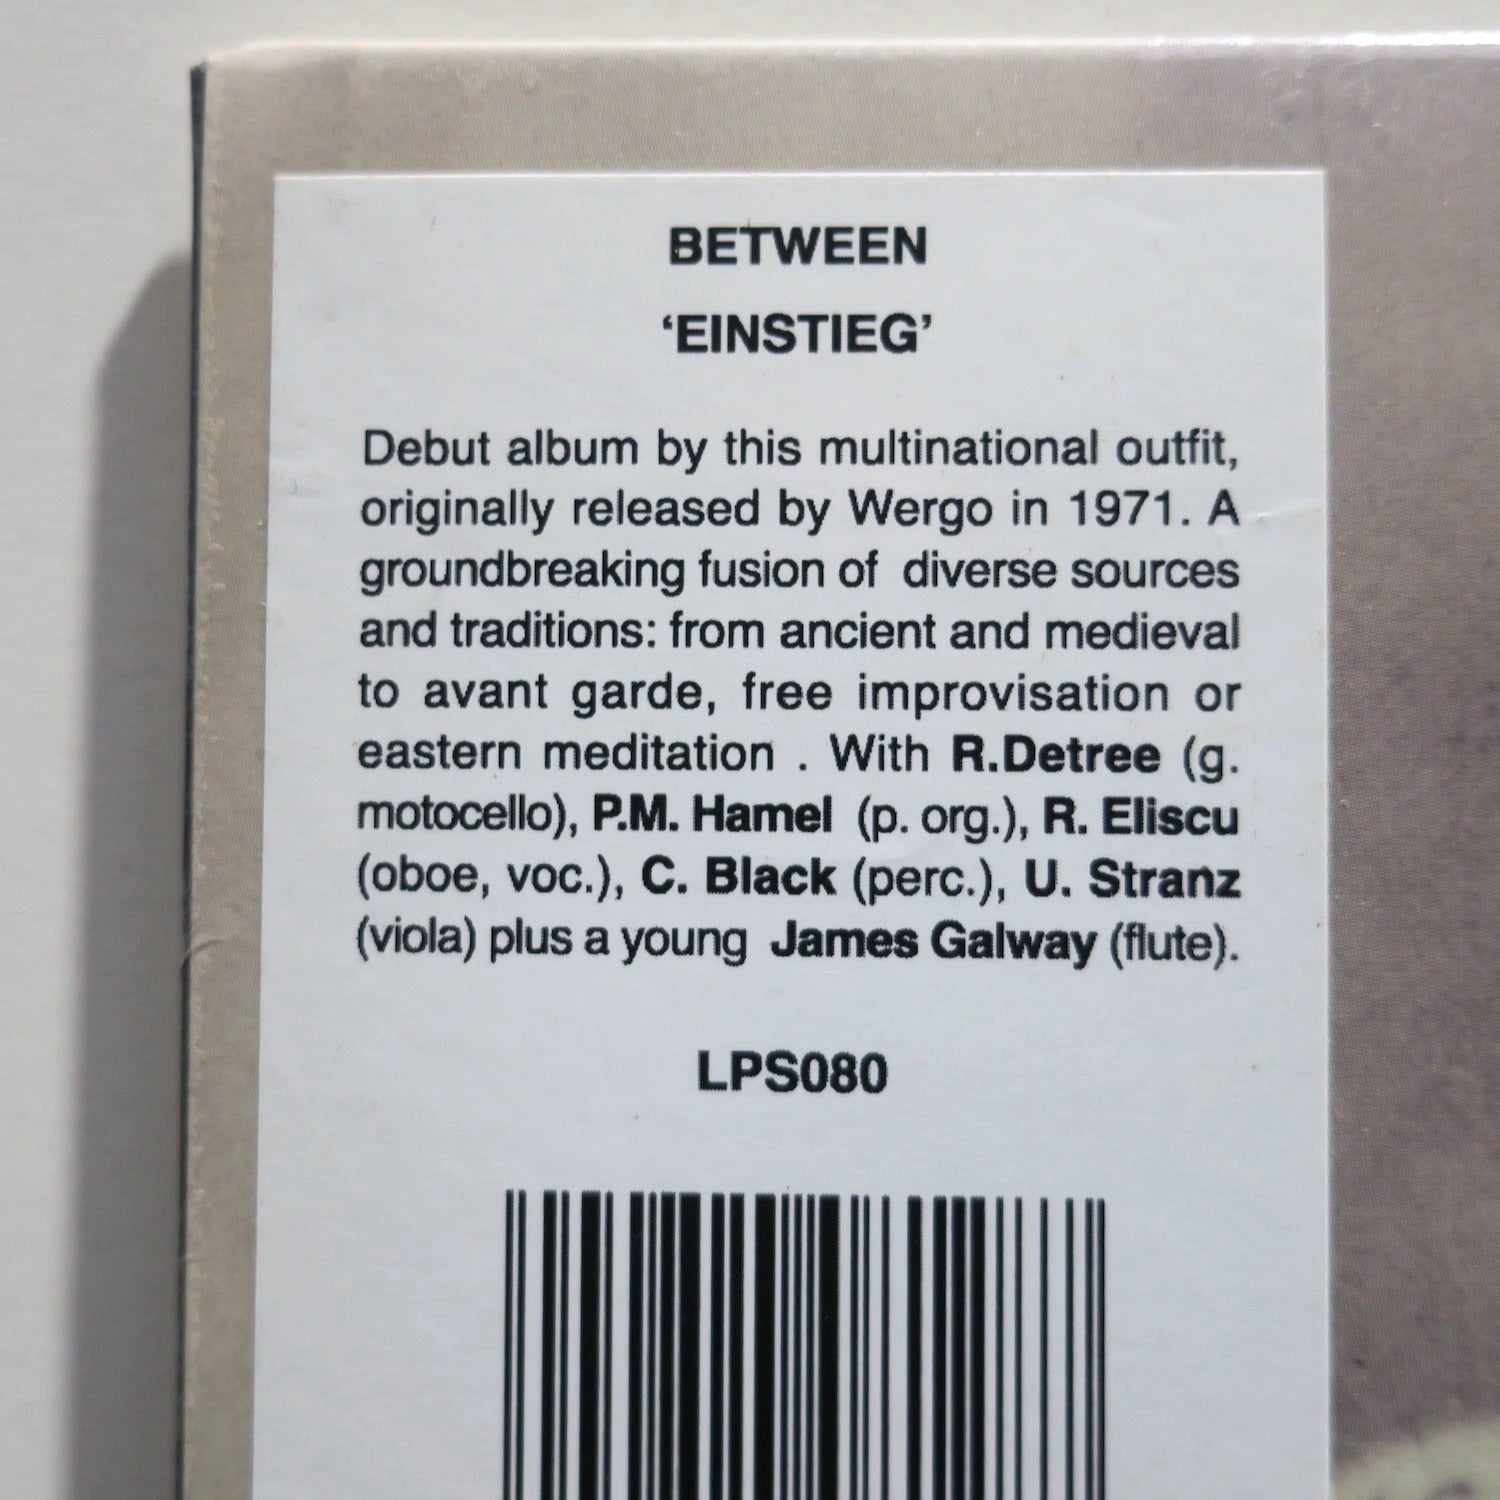 BETWEEN
‘EINSTIEG’
Debut album by this multinational outfit,
originally released by Wergo in 1971. A
groundbreaking fusion of diverse sources
and traditions: from ancient and medieval
to avant garde, free improvisation or
eastern meditation . With R.Detree (g.
motocello), P.M. Hamel (p. org.), R. Eliscu
(oboe, voc.), C. Black (perc.), U. Stranz
(viola) plus a young James Galway (flute).
LPS080